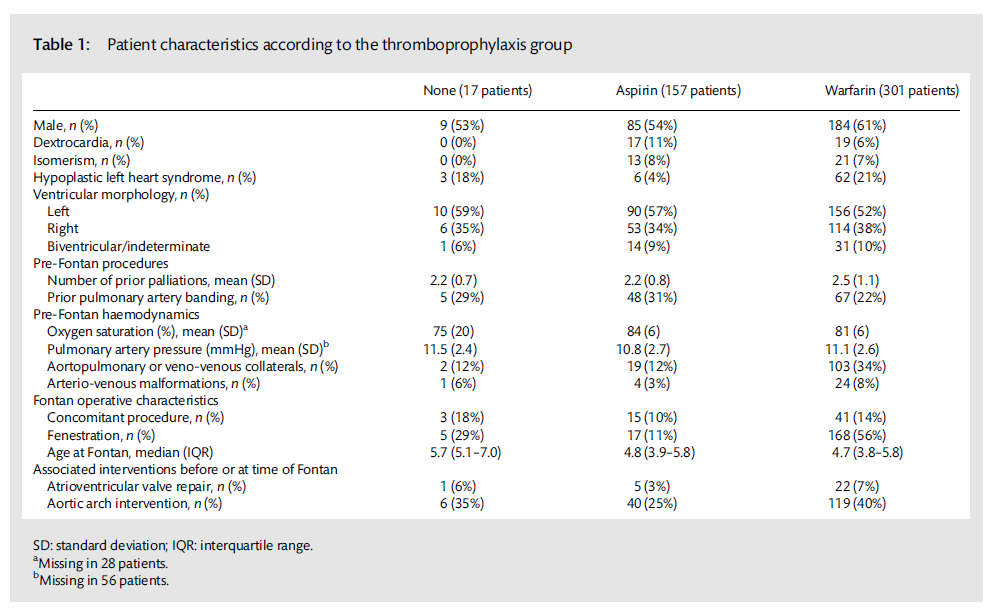 Table 1: Patient characteristics according to the thromboprophylaxis group
None (17 patients) Aspirin (157 patients) Warfarin (301 patients)
Male, n (%) 9 (53%) 85 (54%) 184 (61%)
Dextrocardia, n (%) 0 (0%) 17 (11%) 19 (6%)
Isomerism, n (%) 0 (0%) 13 (8%) 21 (7%)
Hypoplastic left heart syndrome, n (%) 3 (18%) 6 (4%) 62 (21%)
Ventricular morphology, n (%)
Left 10 (59%) 90 (57%) 156 (52%)
Right 6 (35%) 53 (34%) 114 (38%)
Biventricular/indeterminate 1 (6%) 14 (9%) 31 (10%)
Pre-Fontan procedures
Number of prior palliations, mean (SD) 2.2 (0.7) 2.2 (0.8) 2.5 (1.1)
Prior pulmonary artery banding, n (%) 5 (29%) 48 (31%) 67 (22%)
Pre-Fontan haemodynamics
Oxygen saturation (%), mean (SD)a 75 (20) 84 (6) 81 (6)
Pulmonary artery pressure (mmHg), mean (SD)b 11.5 (2.4) 10.8 (2.7) 11.1 (2.6)
Aortopulmonary or veno-venous collaterals, n (%) 2 (12%) 19 (12%) 103 (34%)
Arterio-venous malformations, n (%) 1 (6%) 4 (3%) 24 (8%)
Fontan operative characteristics
Concomitant procedure, n (%) 3 (18%) 15 (10%) 41 (14%)
Fenestration, n (%) 5 (29%) 17 (11%) 168 (56%)
Age at Fontan, median (IQR) 5.7 (5.1–7.0) 4.8 (3.9–5.8) 4.7 (3.8–5.8)
Associated interventions before or at time of Fontan
Atrioventricular valve repair, n (%) 1 (6%) 5 (3%) 22 (7%)
Aortic arch intervention, n (%) 6 (35%) 40 (25%) 119 (40%)
SD: standard deviation; IQR: interquartile range.
aMissing in 28 patients.
bMissing in 56 patients.